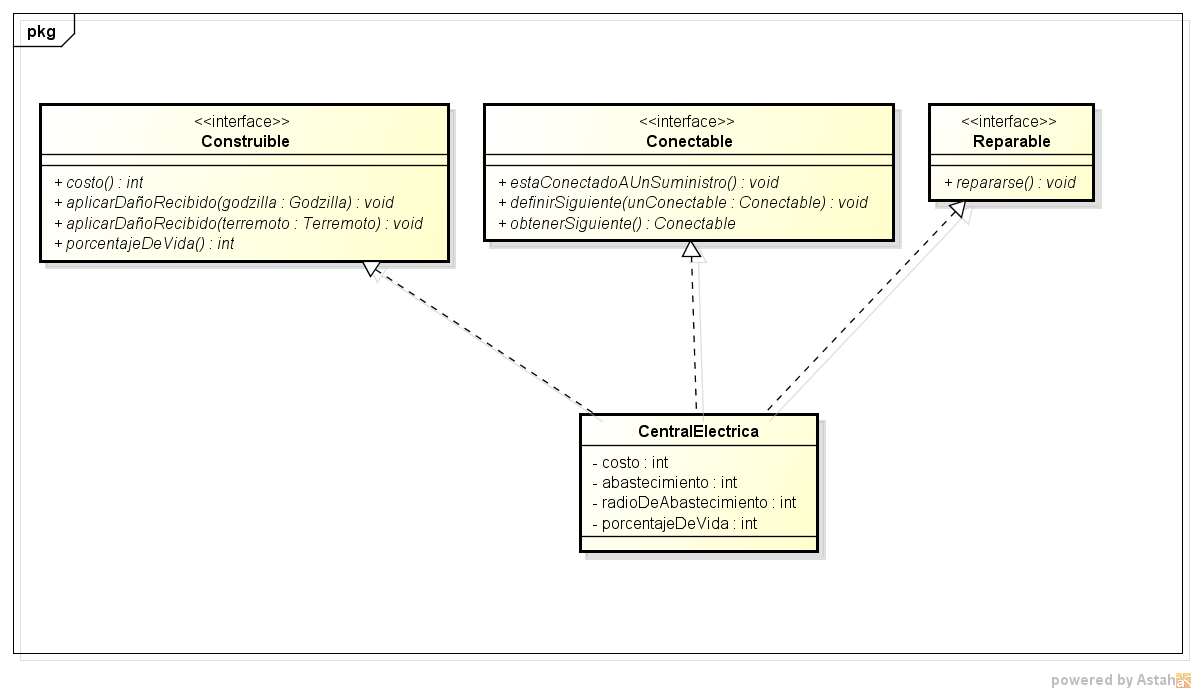 pkg
<<interface>>
Construible
+ costo() : int
+ aplicarDañoRecibido(godzilla : Godzilla) : void
+ aplicarDañoRecibido(terremoto : Terremoto) : void
+ porcentajeDeVida() : int
<<interface>>
Conectable
+ estaConectadoAUnSuministro() : void
+ definirSiguiente(unConectable : Conectable) : void
+ obtenerSiguiente() : Conectable
<<interface>>
Reparable
+ repararse() : void
CentralElectrica
- costo : int
- abastecimiento : int
- radioDeAbastecimiento : int
- porcentajeDeVida : int
powered by Astah